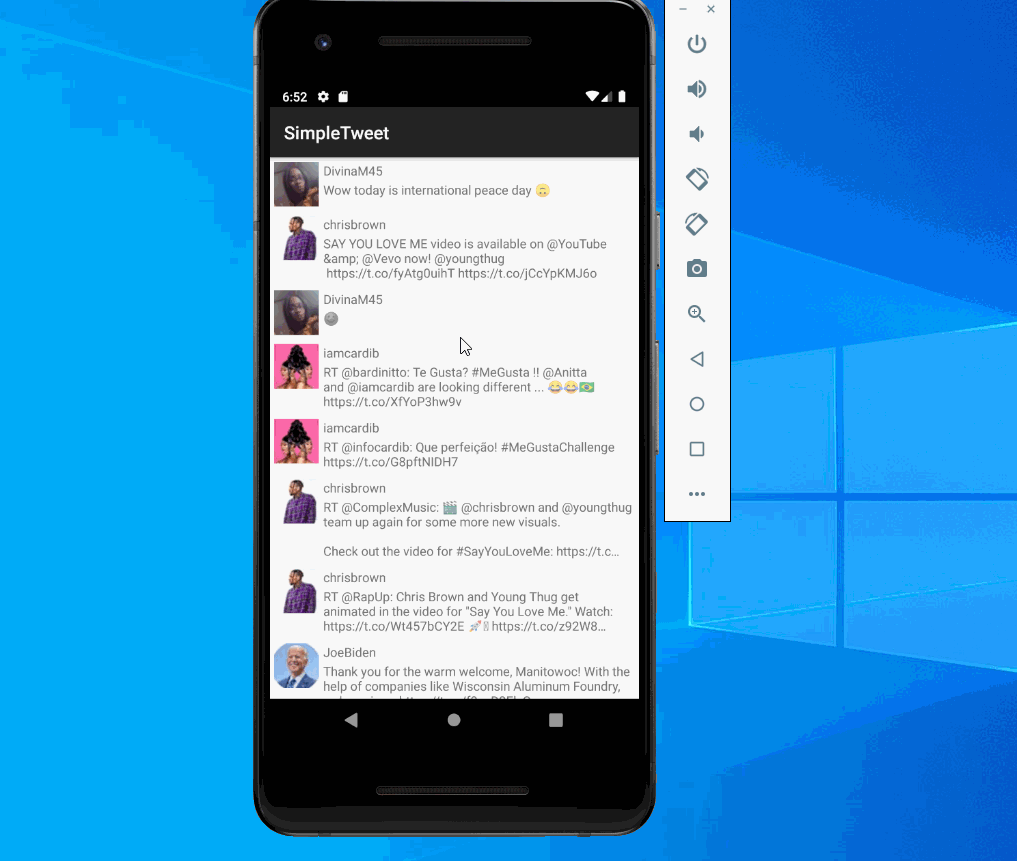 6:52
SimpleTweet
DivinaM45
Wow today is international peace day 🙃
chrisbrown
SAY YOU LOVE ME video is available on @YouTube
&amp; @Vevo now! @youngthug
https://t.co/fyAtg0uihT https://t.co/jCcYpKMJ6o
DivinaM45
iamcardib
RT @bardinitto: Te Gusta? #MeGusta !! @Anitta
and @iamcardib are looking different ... 😂😂🇧🇷
https://t.co/XfYoP3hw9v
iamcardib
RT @infocardib: Que perfeição! #MeGustaChallenge
https://t.co/G8pftNIDH7
chrisbrown
RT @ComplexMusic: 🎬 @chrisbrown and @youngthug
team up again for some more new visuals.
Check out the video for #SayYouLoveMe: https://t.c…
chrisbrown
RT @RapUp: Chris Brown and Young Thug get
animated in the video for "Say You Love Me." Watch:
https://t.co/Wt457bCY2E 🚀 https://t.co/z92W8…
JoeBiden
Thank you for the warm welcome, Manitowoc! With the
help of companies like Wisconsin Aluminum Foundry,